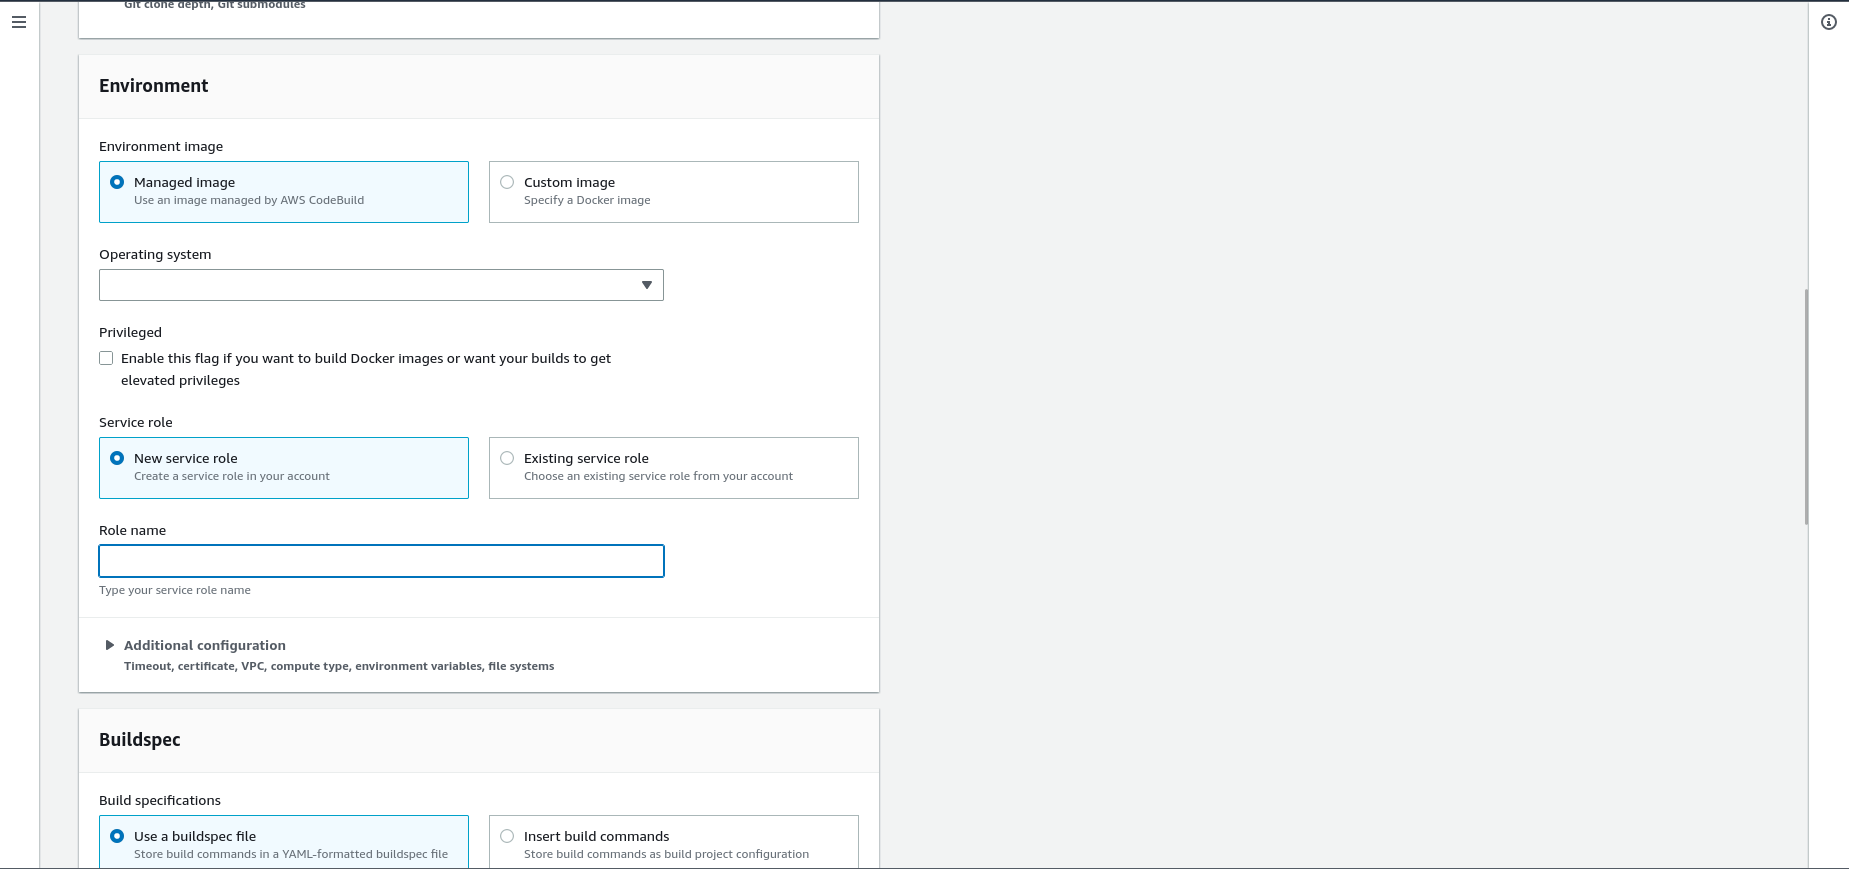 Git clone depth, Git submodules
Environment
Environment image
Managed image
Use an image managed by AWS CodeBuild
Custom image
Specify a Docker image
Operating system
Privileged
Enable this flag if you want to build Docker images or want your builds to get
elevated privileges
Service role
New service role
Create a service role in your account
Existing service role
Choose an existing service role from your account
Role name
Type your service role name
Additional configuration
Timeout, certificate, VPC, compute type, environment variables, file systems
Buildspec
Build specifications
Use a buildspec file
Store build commands in a YAML-formatted buildspec file
Insert build commands
Store build commands as build project configuration